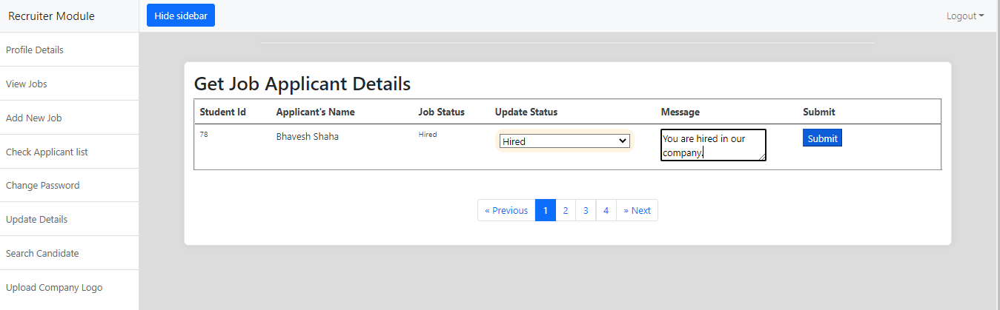 Recruiter Module
Hide sidebar
Logout
Profile Details
View Jobs
Add New Job
Check Applicant list
Change Password
Update Details
Search Candidate
Upload Company Logo
Get Job Applicant Details
Student Id Applicant's Name Job Status Update Status Message Submit
78 Bhavesh Shaha Hired Hired You are hired in our Submit
company.
« Previous 1 2 3 4 » Next